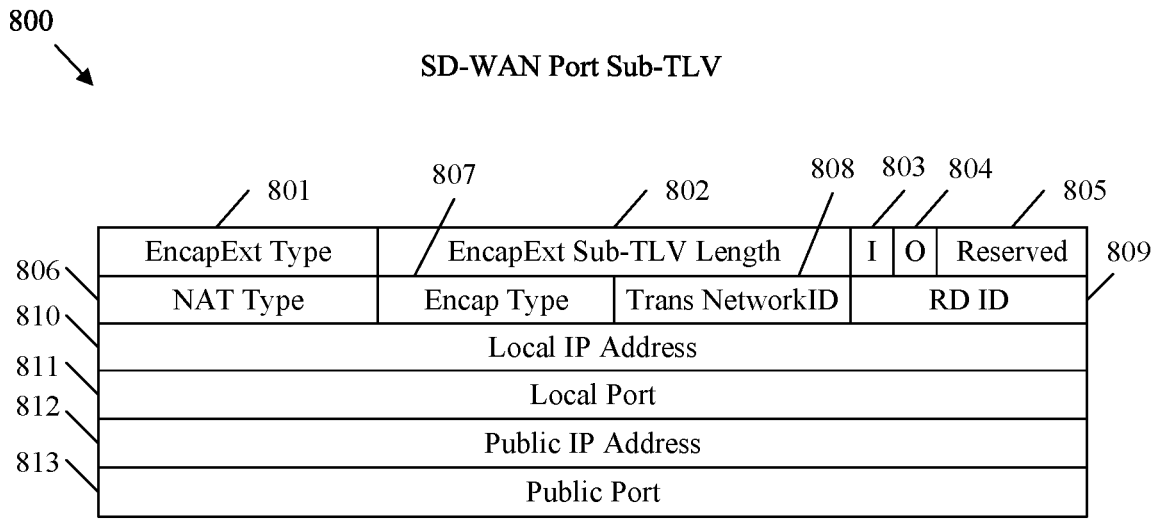 800
SD-WAN Port Sub-TLV
801 807 802 808 803 804 805
EncapExt Type EncapExt Sub-TLV Length I O Reserved
806 NAT Type Encap Type Trans NetworkID RD ID 809
810 Local IP Address
811 Local Port
812 Public IP Address
813 Public Port